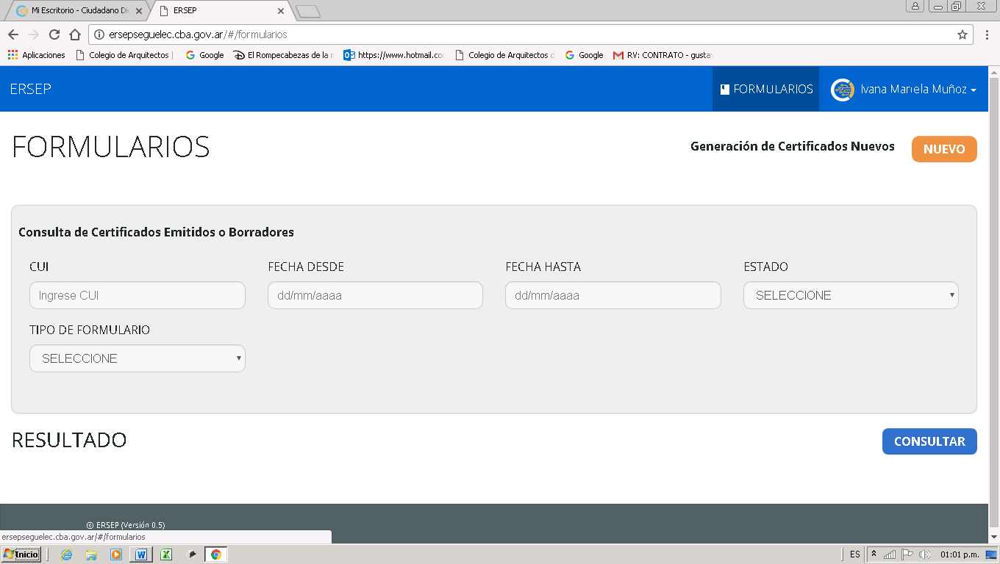 Mi Escritorio - Ciudadano Di
ERSEP
ersepseguelec.cba.gov.ar/#/formularios
Aplicaciones
Colegio de Arquitectos
Google
El Rompecabezas de la
https://www.hotmail.co
Colegio de Arquitectos d
Google
RV: CONTRATO - gusta
ERSEP
FORMULARIOS
Ivana Mariela Muñoz
FORMULARIOS
Generación de Certificados Nuevos
NUEVO
Consulta de Certificados Emitidos o Borradores
CUI
FECHA DESDE
FECHA HASTA
ESTADO
Ingrese CUI
dd/mm/aaaa
dd/mm/aaaa
SELECCIONE
TIPO DE FORMULARIO
SELECCIONE
RESULTADO
CONSULTAR
© ERSEP (Versión 0.5)
ersepseguelec.cba.gov.ar/#/formularios
Inicio
ES
01:01 p.m.